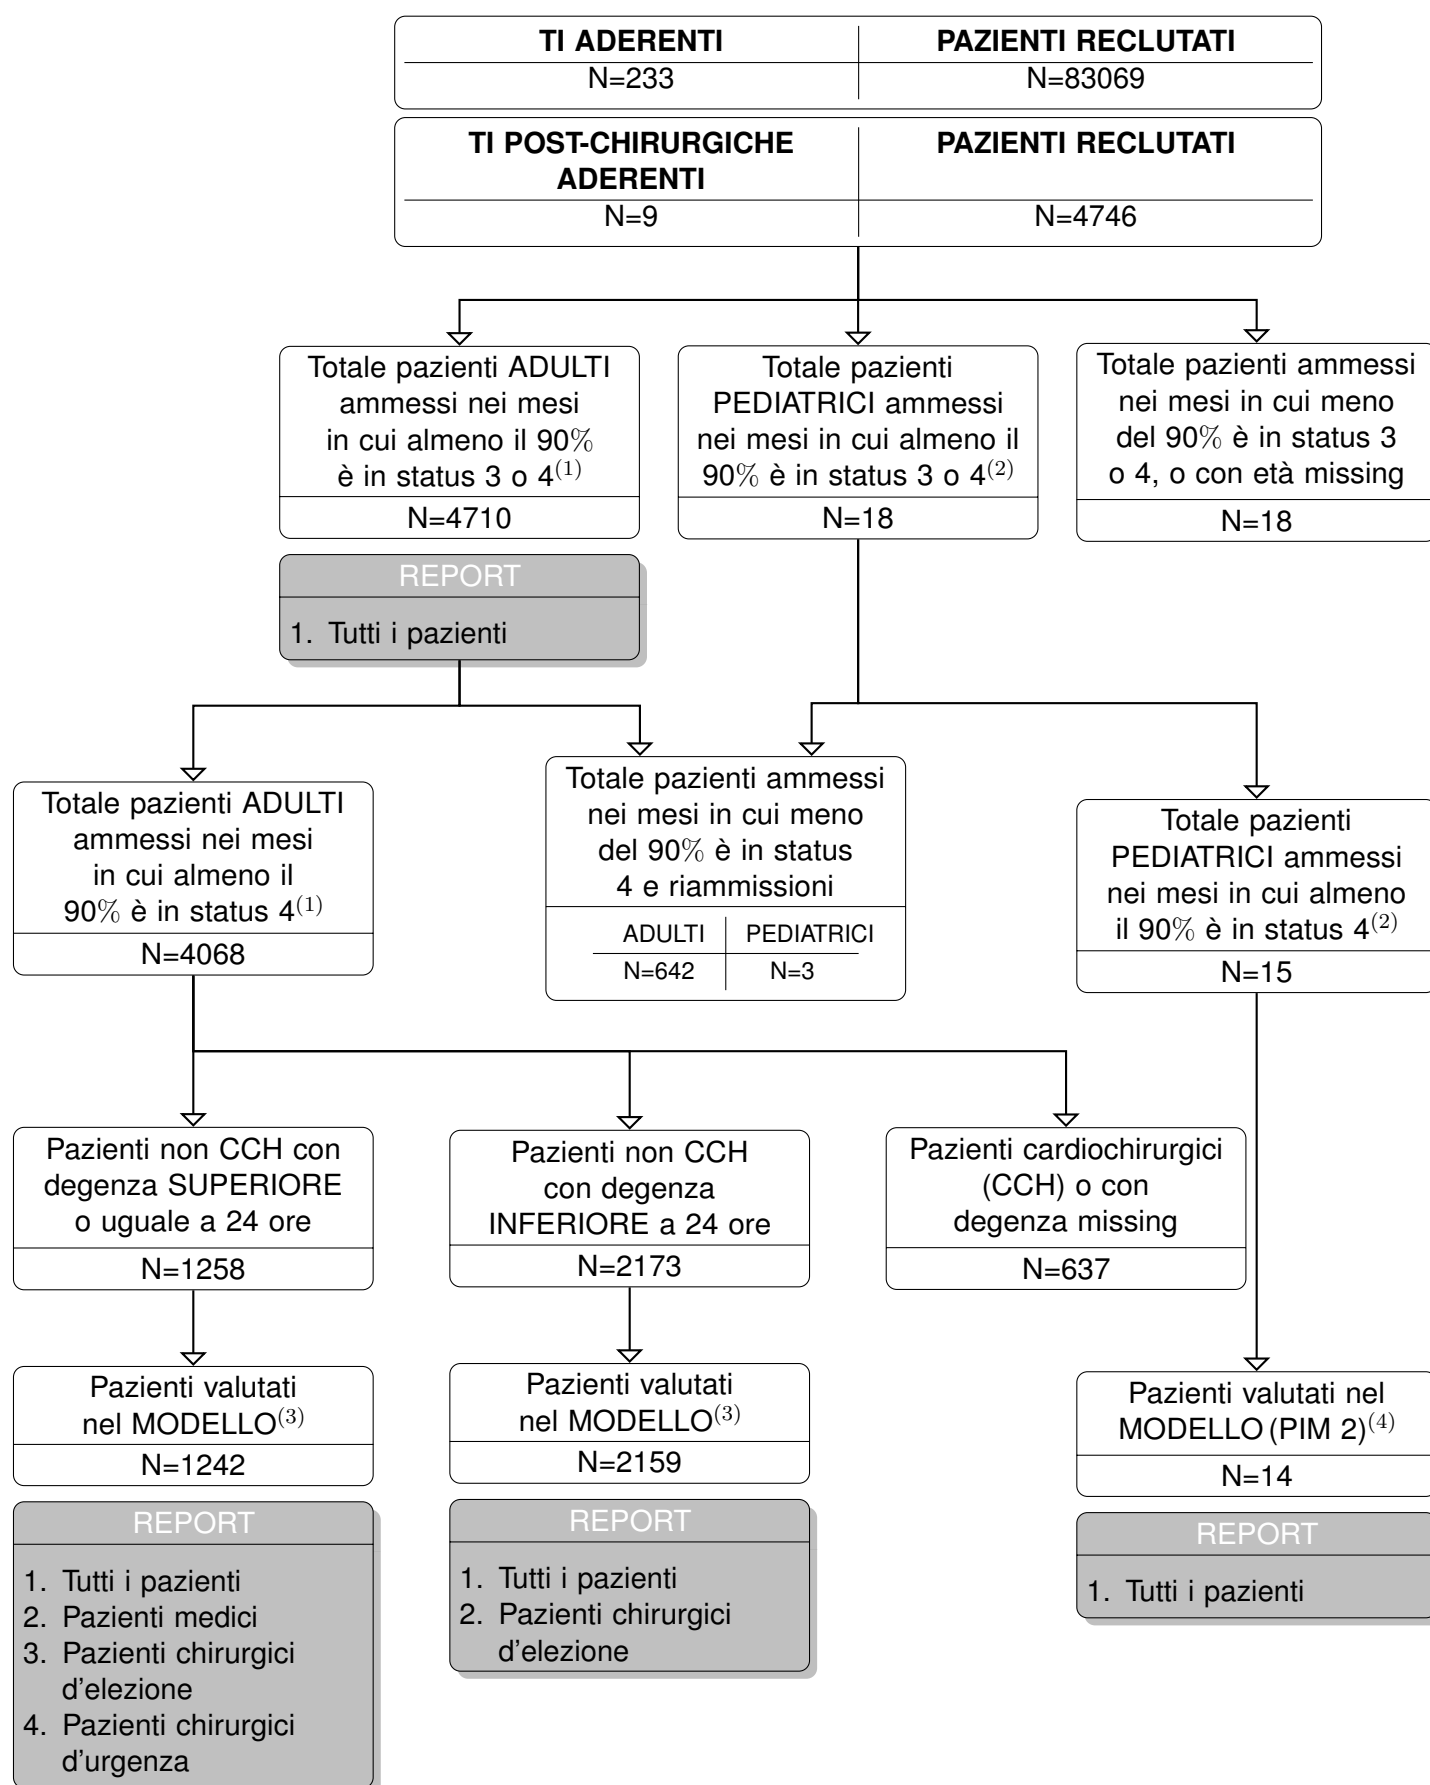 TI ADERENTI PAZIENTI RECLUTATI
N=233 N=83069
TI POST-CHIRURGICHE PAZIENTI RECLUTATI
ADERENTI
N=9 N=4746
Totale pazienti ADULTI
ammessi nei mesi
in cui almeno il 90%
è in status 3 o 4(1)
N=4710
Totale pazienti
PEDIATRICI ammessi
nei mesi in cui almeno il
90% è in status 3 o 4(2)
N=18
Totale pazienti ammessi
nei mesi in cui meno
del 90% è in status 3
o 4, o con età missing
N=18
REPORT
1. Tutti i pazienti
Totale pazienti ADULTI
ammessi nei mesi
in cui almeno il
90% è in status 4(1)
N=4068
Totale pazienti ammessi
nei mesi in cui meno
del 90% è in status
4 e riammissioni
ADULTI PEDIATRICI
N=642 N=3
Totale pazienti
PEDIATRICI ammessi
nei mesi in cui almeno
il 90% è in status 4(2)
N=15
Pazienti non CCH con
degenza SUPERIORE
o uguale a 24 ore
N=1258
Pazienti non CCH
con degenza
INFERIORE a 24 ore
N=2173
Pazienti cardiochirurgici
(CCH) o con
degenza missing
N=637
Pazienti valutati
nel MODELLO(3)
N=1242
Pazienti valutati
nel MODELLO(3)
N=2159
Pazienti valutati nel
MODELLO (PIM 2)(4)
N=14
REPORT
1. Tutti i pazienti
2. Pazienti medici
3. Pazienti chirurgici
d'elezione
4. Pazienti chirurgici
d'urgenza
REPORT
1. Tutti i pazienti
2. Pazienti chirurgici
d'elezione
REPORT
1. Tutti i pazienti